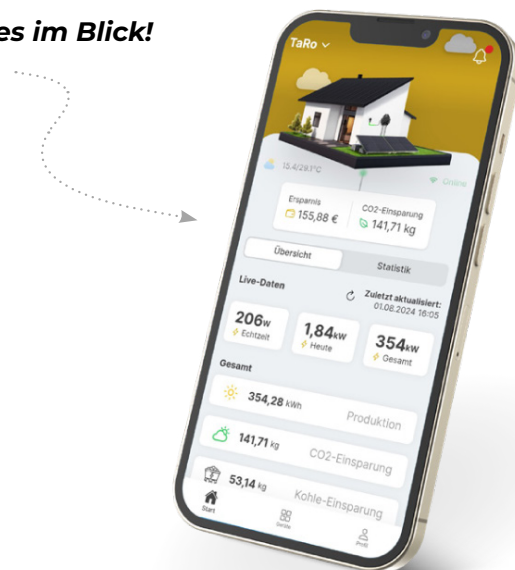 es im Blick!
TaRo
15.4/29.1°C
Online
Ersparnis
155,88 €
CO2-Einsparung
141,71 kg
Übersicht
Statistik
Live-Daten
Zuletzt aktualisiert:
01.08.2024 16:05
206w
Echtzeit
1,84kw
Heute
354kw
Gesamt
Gesamt
354,28 kWh
Produktion
141,71 kg
CO2-Einsparung
53,14 kg
Kohle-Einsparung
Start
Geräte
Profil